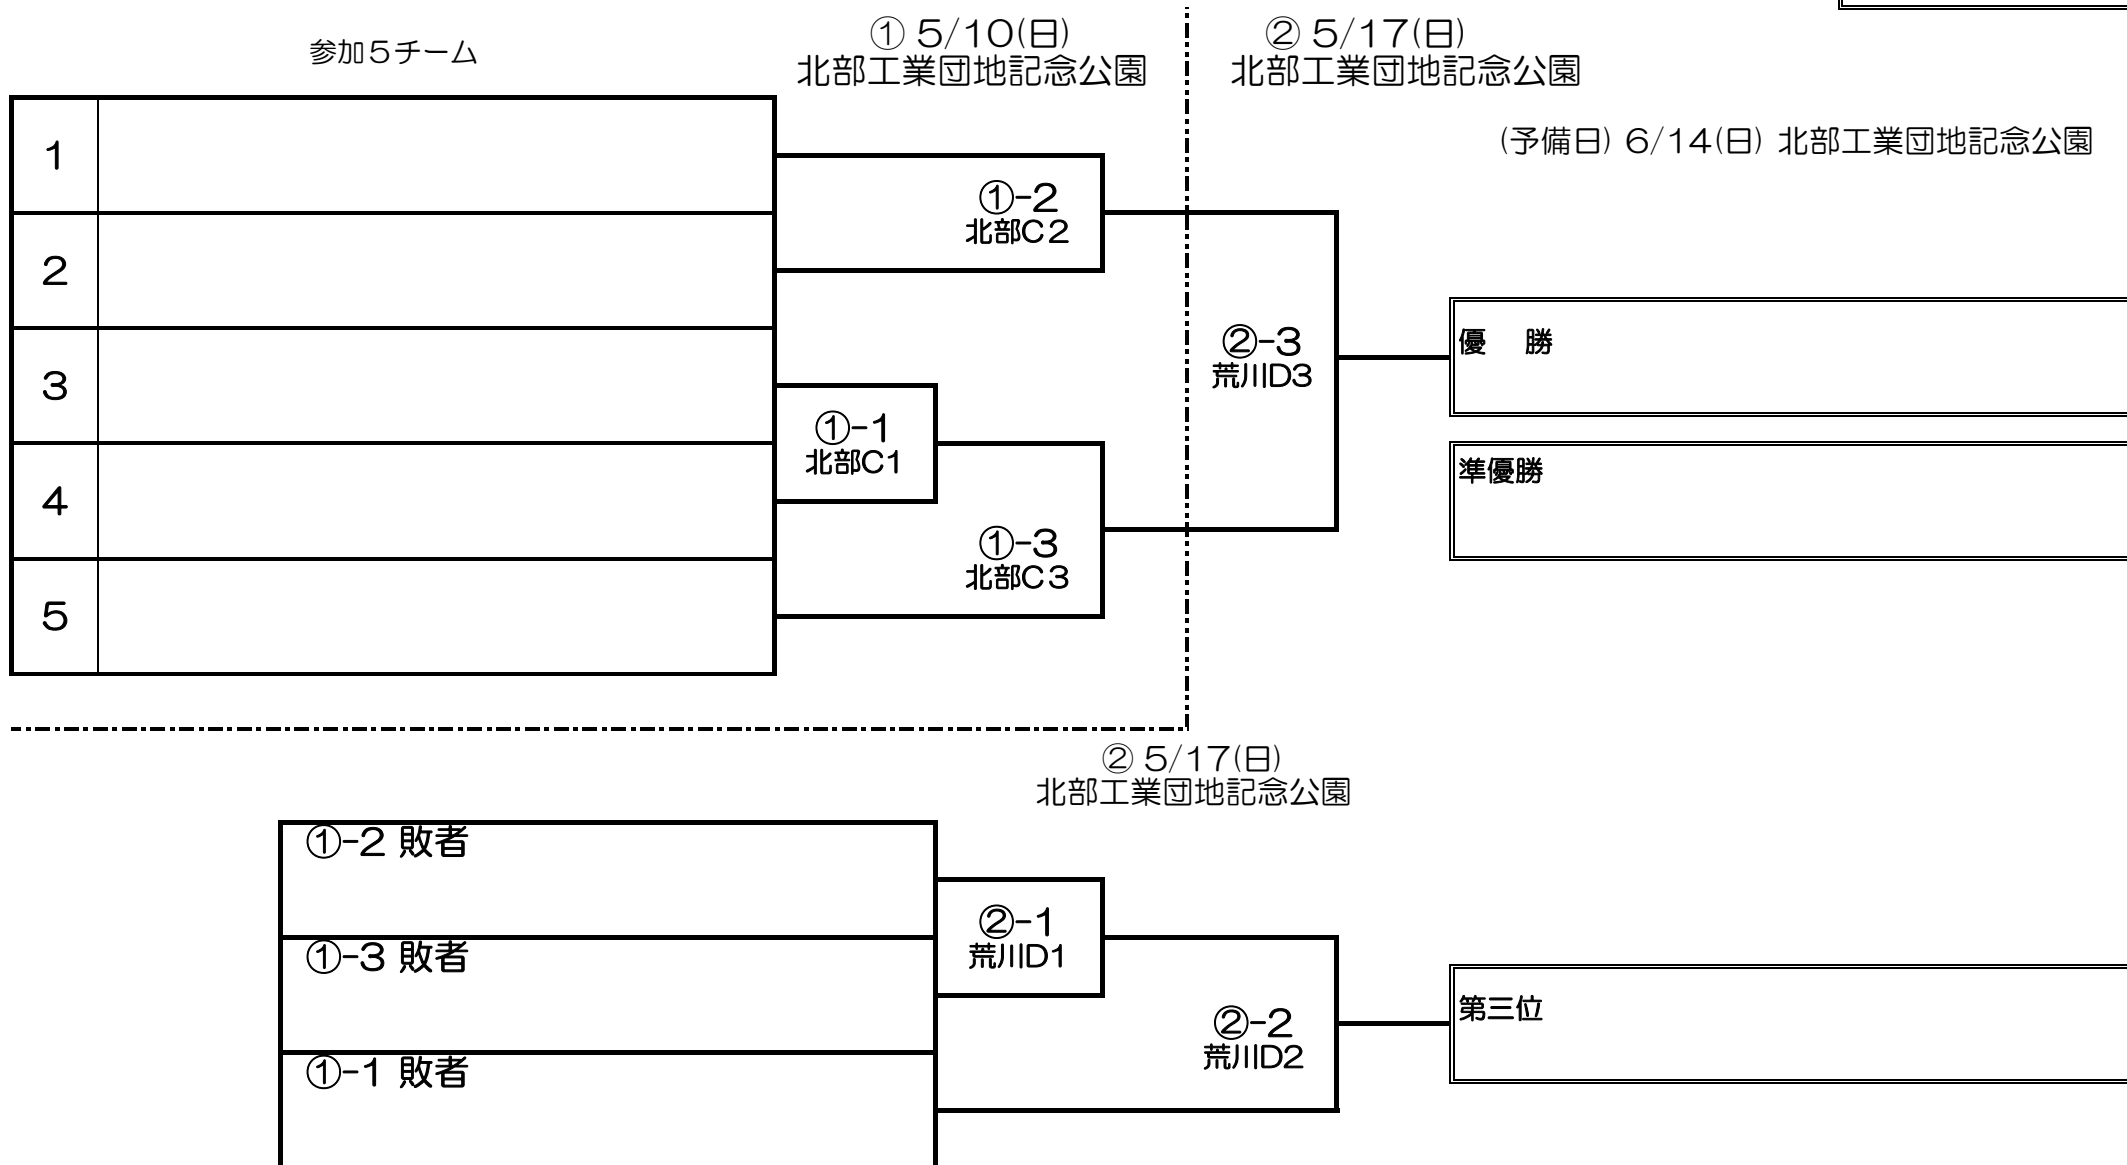 参加５チーム
① 5/10(日)
北部工業団地記念公園
② 5/17(日)
北部工業団地記念公園
(予備日) 6/14(日) 北部工業団地記念公園
1
2
3
4
5
①-2
北部C2
①-1
北部C1
①-3
北部C3
②-3
荒川D3
優　勝
準優勝
② 5/17(日)
北部工業団地記念公園
①-2 敗者
①-3 敗者
①-1 敗者
②-1
荒川D1
②-2
荒川D2
第三位